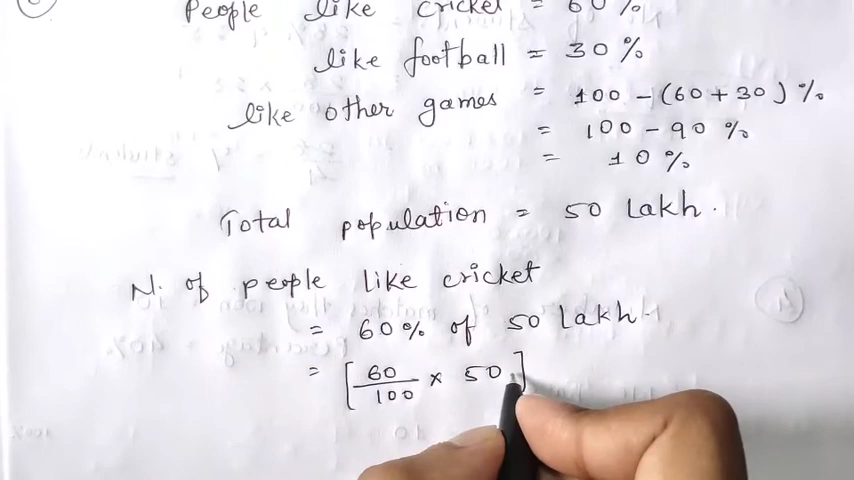 People like cricket = 60%
like football = 30%
like other games = 100 - (60 + 30) %
= 100 - 90 %
= 10%
Total population = 50 Lakh.
N. of people like cricket
= 60% of 50 Lakh
= [60/100 × 50]